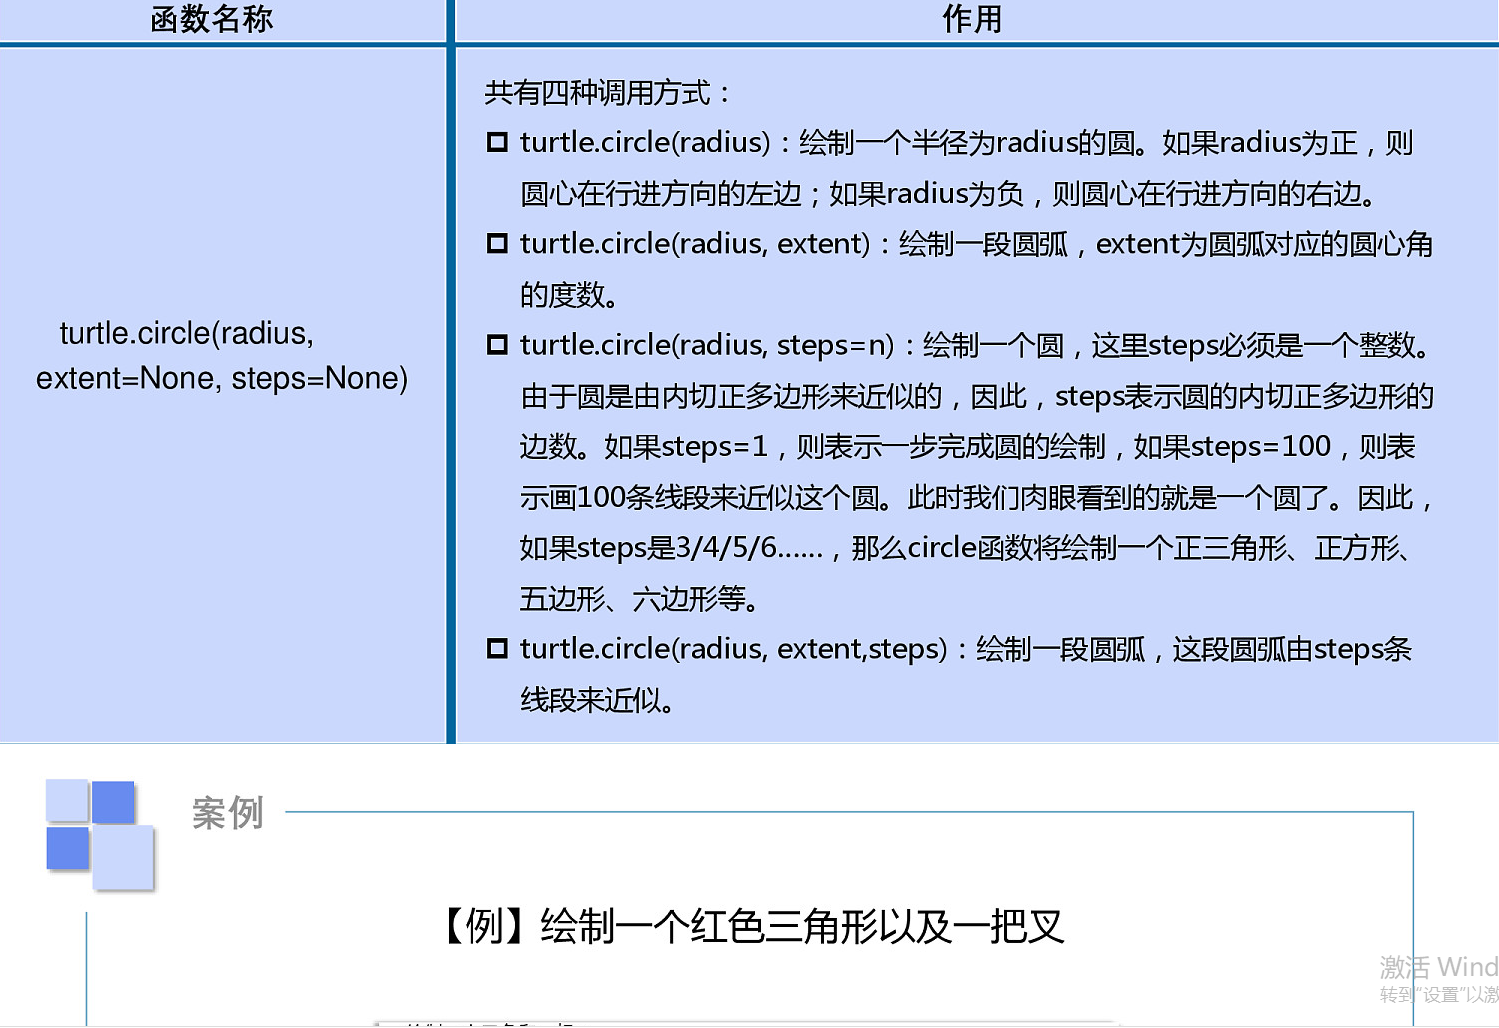 函数名称
作用
turtle.circle(radius,
extent=None, steps=None)
共有四种调用方式：
turtle.circle(radius)：绘制一个半径为radius的圆。如果radius为正，则
圆心在行进方向的左边；如果radius为负，则圆心在行进方向的右边。
turtle.circle(radius, extent)：绘制一段圆弧，extent为圆弧对应的圆心角
的度数。
turtle.circle(radius, steps=n)：绘制一个圆，这里steps必须是一个整数。
由于圆是由内切正多边形来近似的，因此，steps表示圆的内切正多边形的
边数。如果steps=1，则表示一步完成圆的绘制，如果steps=100，则表
示画100条线段来近似这个圆。此时我们肉眼看到的就是一个圆了。因此，
如果steps是3/4/5/6......，那么circle函数将绘制一个正三角形、正方形、
五边形、六边形等。
turtle.circle(radius, extent,steps)：绘制一段圆弧，这段圆弧由steps条
线段来近似。
案例
【例】绘制一个红色三角形以及一把叉
激活 Wind
转到"设置"以激